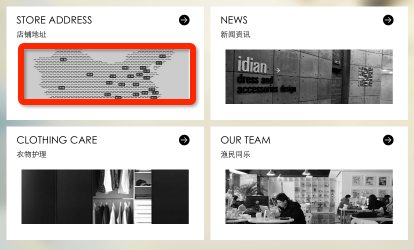 STORE ADDRESS
店铺地址
NEWS
新闻资讯
idian
dress and
accessories design
CLOTHING CARE
衣物护理
OUR TEAM
渔民同乐